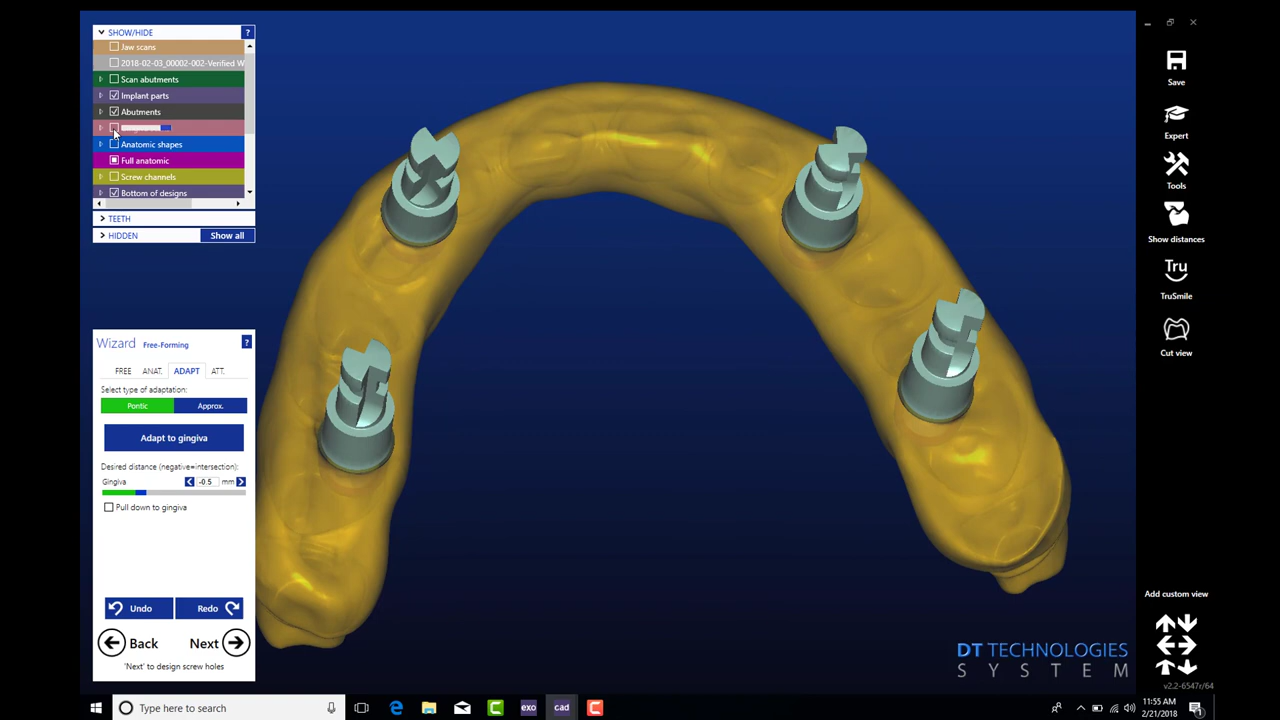 SHOW/HIDE
?
Jaw scans
2018-02-03_00002-002-Verified W
Scan abutments
Implant parts
Abutments
Anatomic shapes
Full anatomic
Screw channels
Bottom of designs
TEETH
HIDDEN
Show all
Wizard Free-Forming
?
FREE ANAT. ADAPT ATT.
Select type of adaptation:
Pontic Approx.
Adapt to gingiva
Desired distance (negative=intersection):
Gingiva -0.5 mm
Pull down to gingiva
Undo Redo
Back Next
'Next' to design screw holes
Save
Expert
Tools
Show distances
Tru
TruSmile
Cut view
Add custom view
DT TECHNOLOGIES
SYSTEM
v2.2-6547r/64
Type here to search
e
C
exo
cad
C
11:55 AM
2/21/2018
1